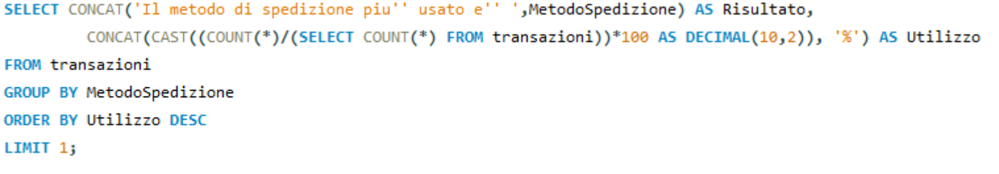 SELECT CONCAT('Il metodo di spedizione piu'' usato e'' ',MetodoSpedizione) AS Risultato,
CONCAT(CAST((COUNT(*)/(SELECT COUNT(*) FROM transazioni))*100 AS DECIMAL(10,2)), '%') AS Utilizzo
FROM transazioni
GROUP BY MetodoSpedizione
ORDER BY Utilizzo DESC
LIMIT 1;